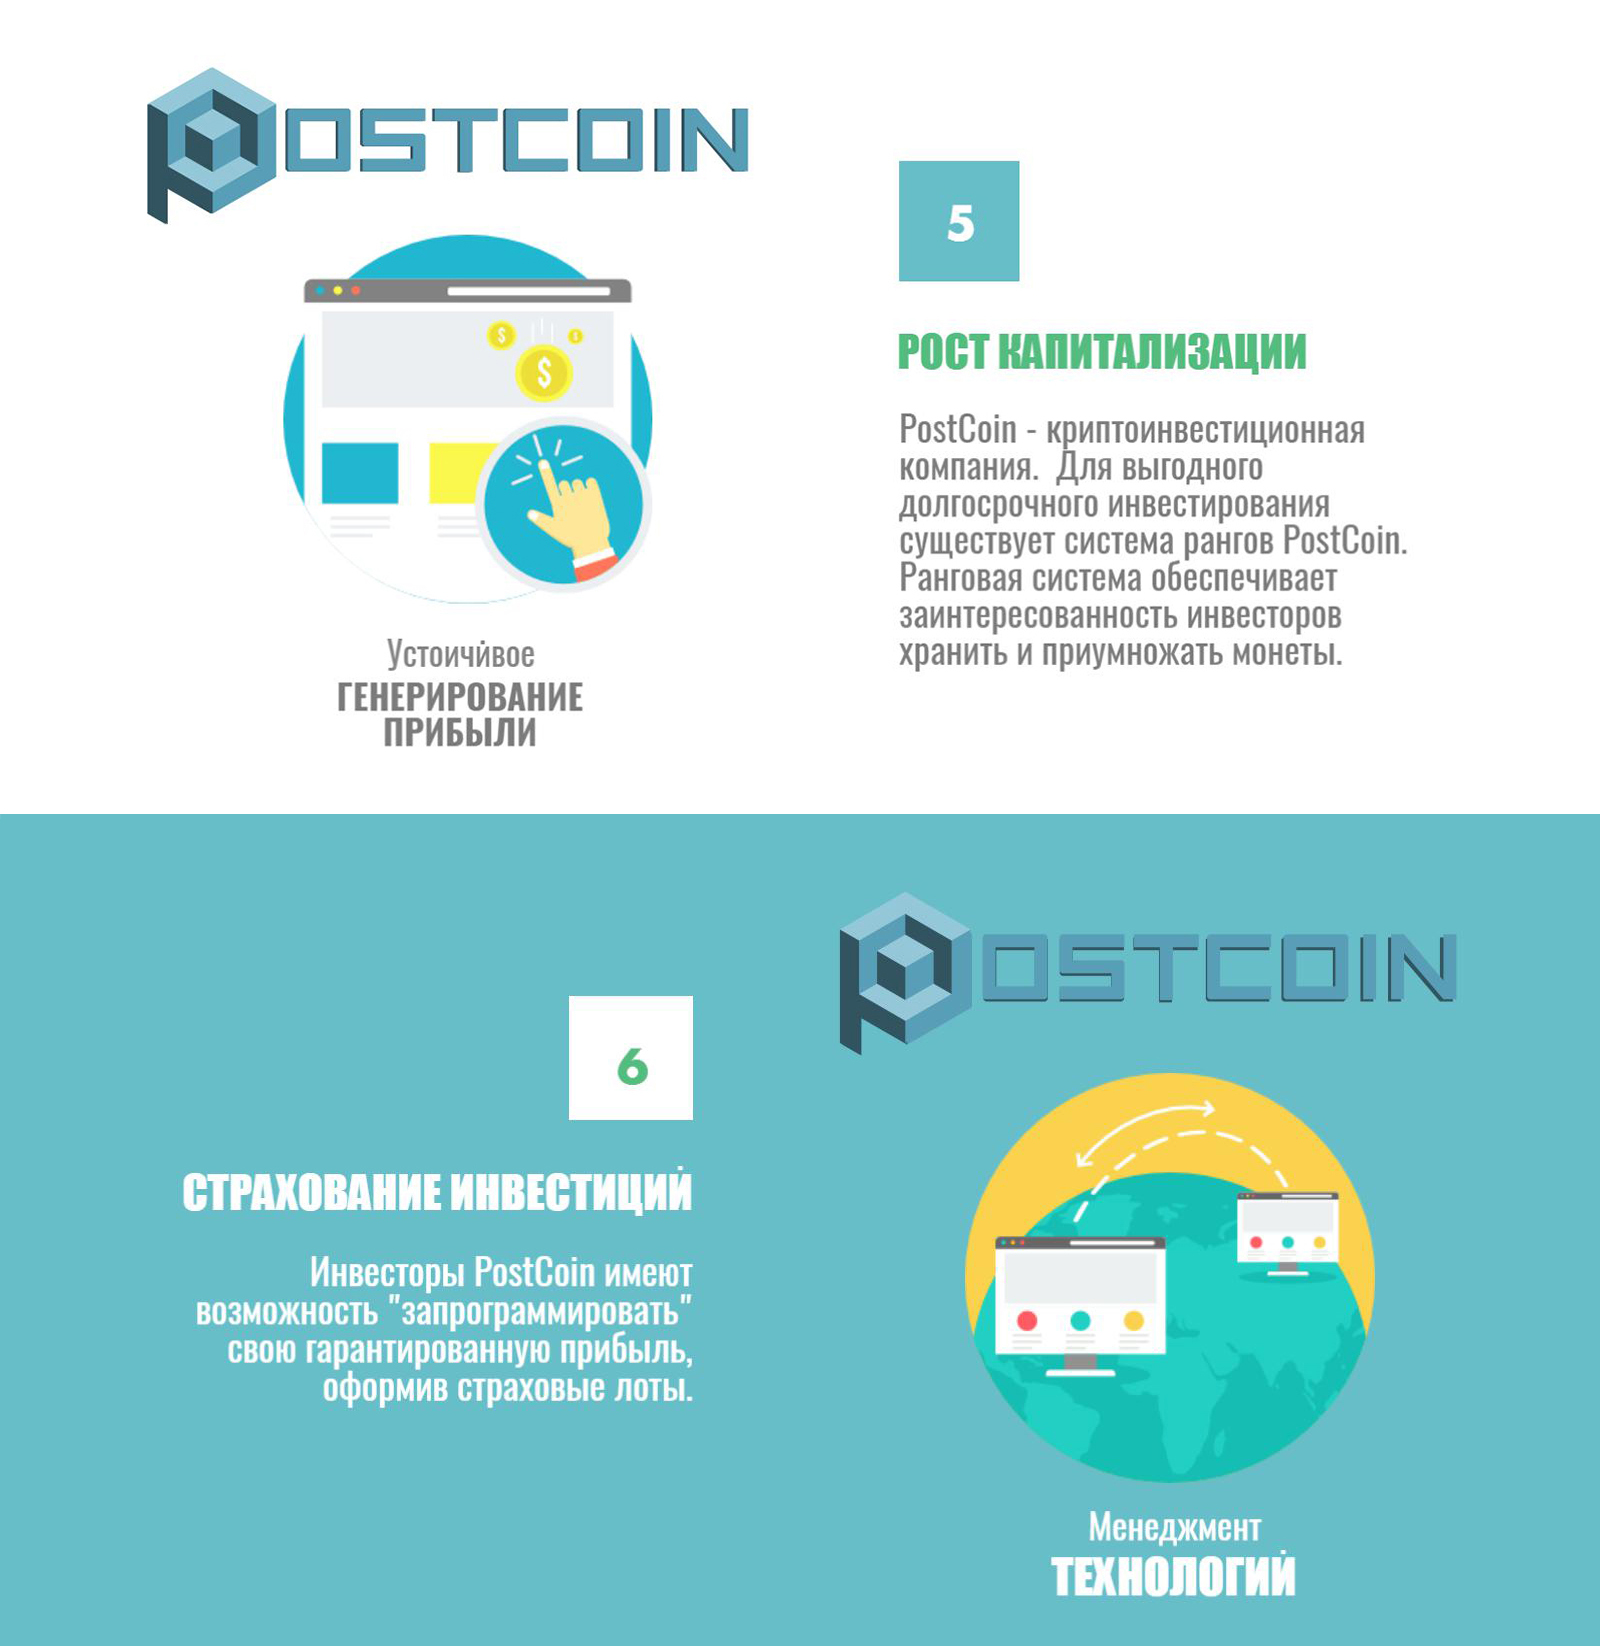 POSTCOIN
5
РОСТ КАПИТАЛИЗАЦИИ
PostCoin - криптоинвестиционная
компания. Для выгодного
долгосрочного инвестирования
существует система рангов PostCoin.
Ранговая система обеспечивает
заинтересованность инвесторов
хранить и приумножать монеты.
$
$
$
Устоичи̇вое
ГЕНЕРИРОВАНИЕ
ПРИБЫЛИ
POSTCOIN
6
СТРАХОВАНИЕ ИНВЕСТИЦИЙ
Инвесторы PostCoin имеют
возможность "запрограммировать"
свою гарантированную прибыль,
оформив страховые лоты.
Менеджмент
ТЕХНОЛОГИЙ